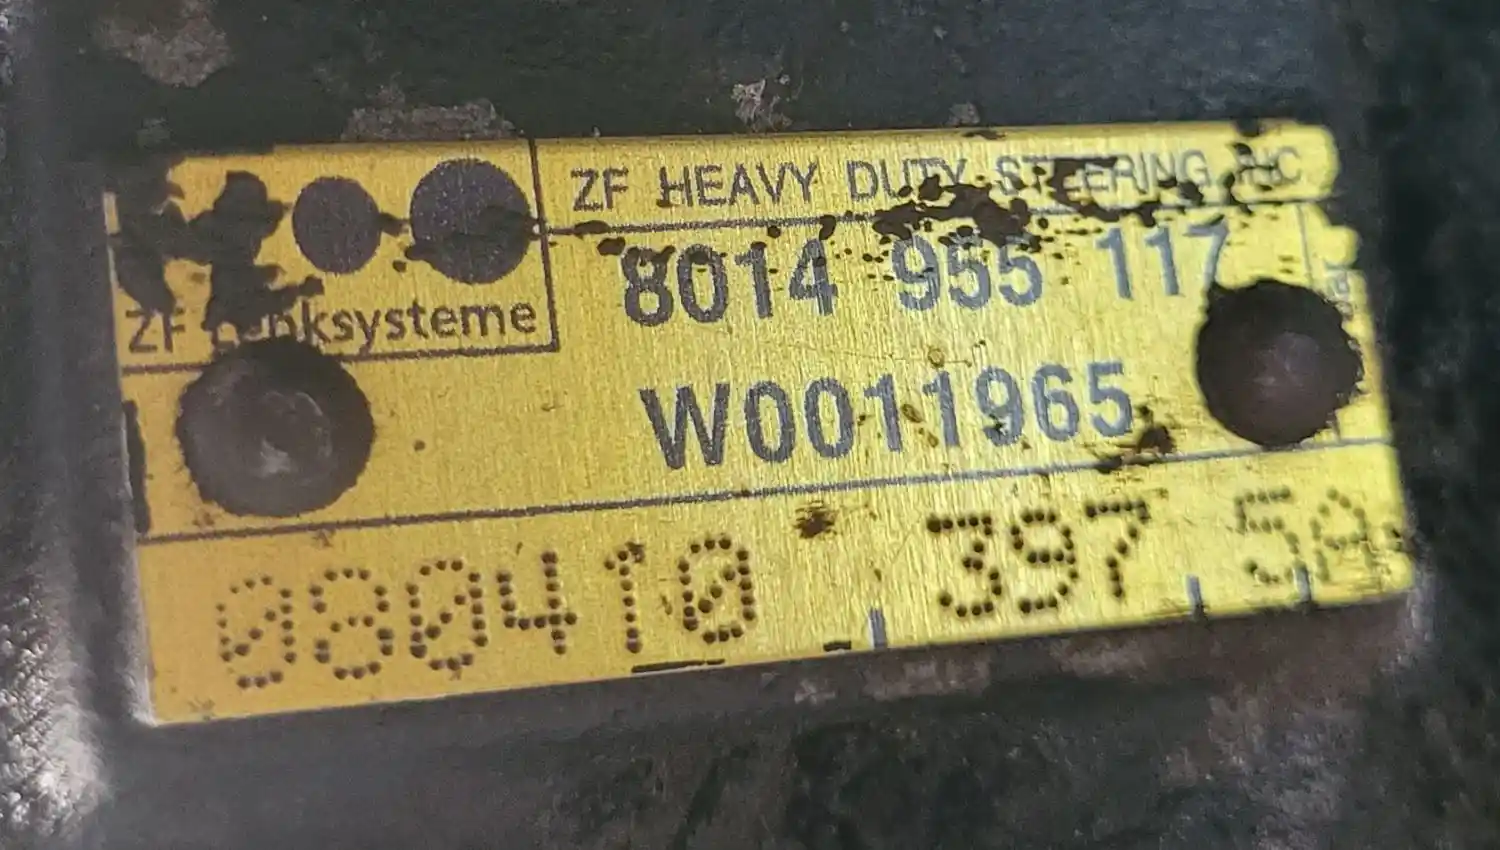 ZF HEAVY DUTY STEERING, INC
ZF Lenksysteme
8014 955 117
W0011965
080410 397 5A